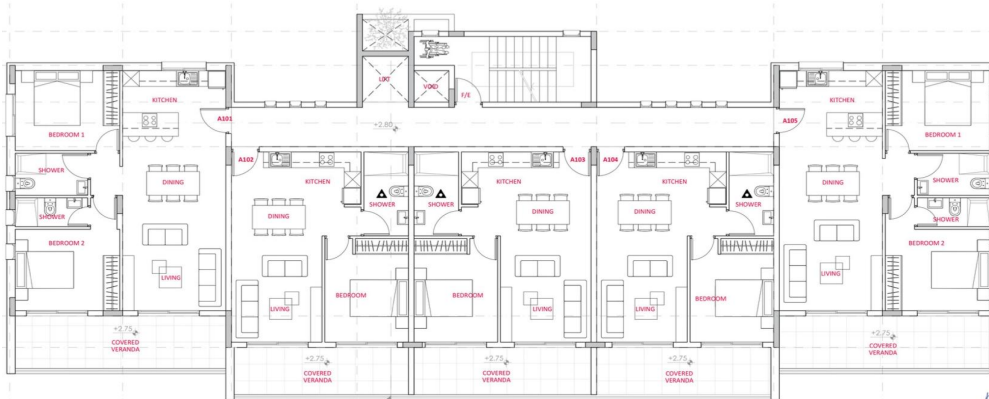 LIFT
VOID
F/E
KITCHEN
A101
A105
KITCHEN
+2.80
BEDROOM 1
BEDROOM 1
A102
A103
A104
SHOWER
DINING
KITCHEN
SHOWER
SHOWER
KITCHEN
KITCHEN
SHOWER
DINING
SHOWER
SHOWER
DINING
DINING
DINING
SHOWER
BEDROOM 2
BEDROOM 2
LIVING
LIVING
LIVING
BEDROOM
BEDROOM
LIVING
LIVING
BEDROOM
+2.75
COVERED
VERANDA
+2.75
COVERED
VERANDA
+2.75
COVERED
VERANDA
+2.75
COVERED
VERANDA
+2.75
COVERED
VERANDA